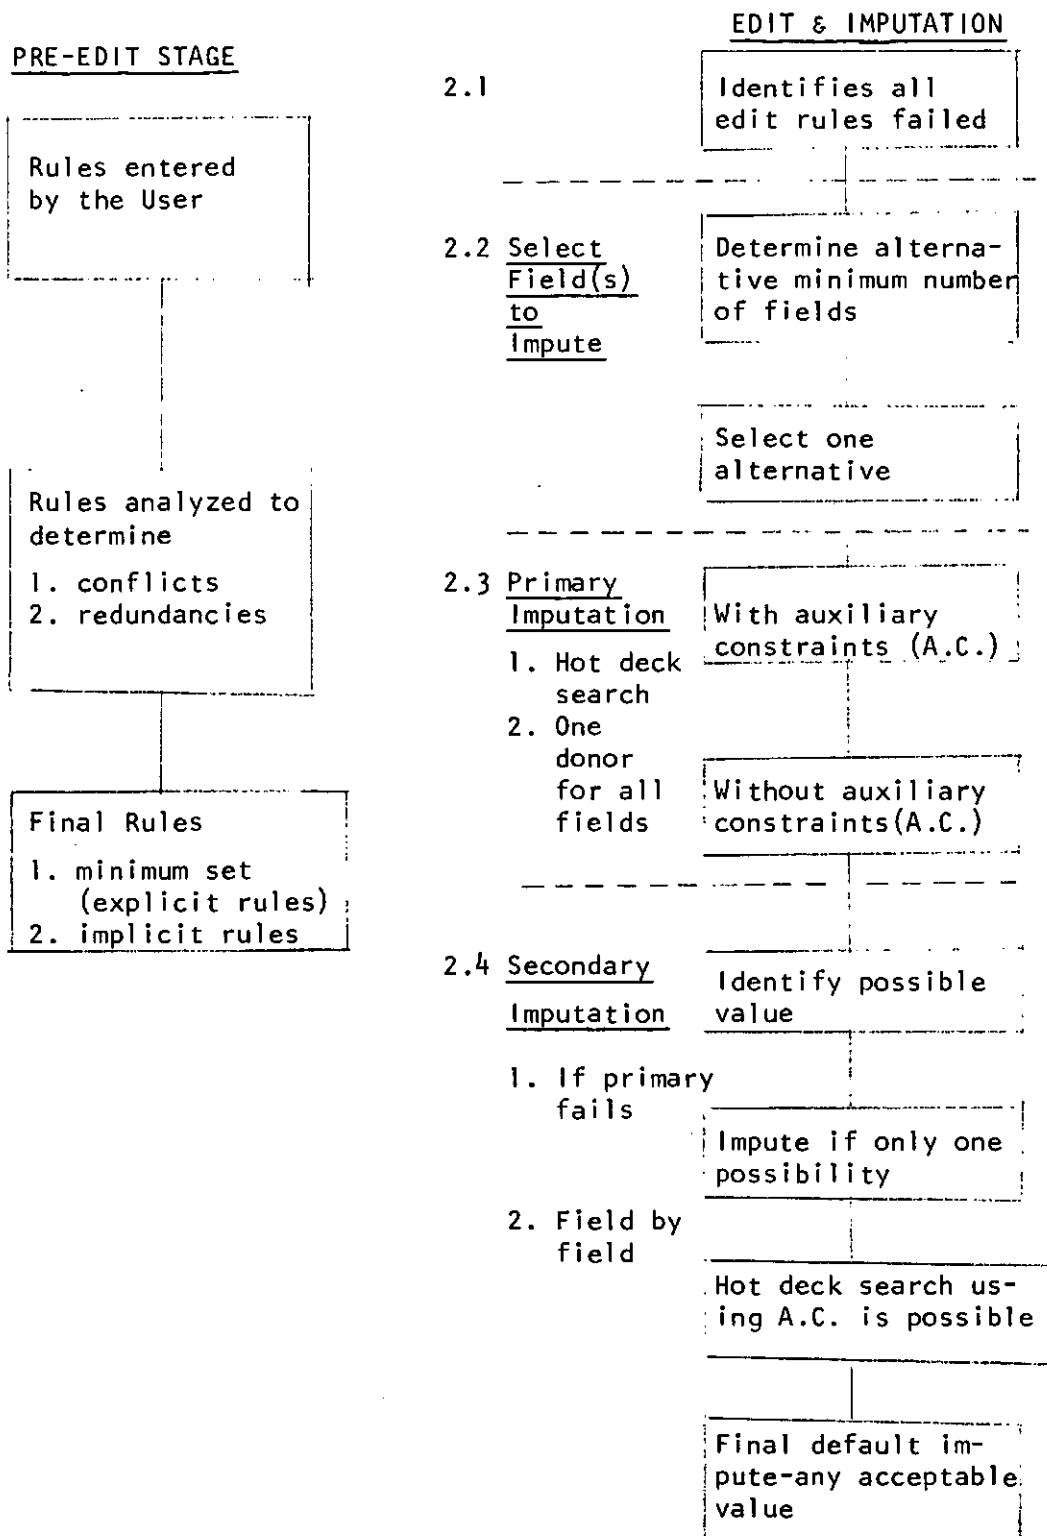 PRE-EDIT STAGE
Rules entered
by the User
Rules analyzed to
determine
1. conflicts
2. redundancies
Final Rules
1. minimum set
(explicit rules)
2. implicit rules
EDIT & IMPUTATION
2.1
Identifies all
edit rules failed
2.2 Select
Field(s)
to
Impute
Determine alterna-
tive minimum number
of fields
Select one
alternative
2.3 Primary
Imputation
1. Hot deck
search
2. One
donor
for all
fields
With auxiliary
constraints (A.C.)
Without auxiliary
constraints(A.C.)
2.4 Secondary
Imputation
1. If primary
fails
2. Field by
field
Identify possible
value
Impute if only one
possibility
Hot deck search us-
ing A.C. is possible
Final default im-
pute-any acceptable
value